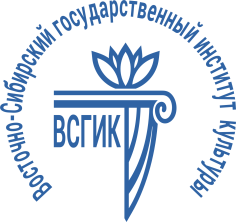 Восточно-Сибирский государственный институт культуры
ВСГИК